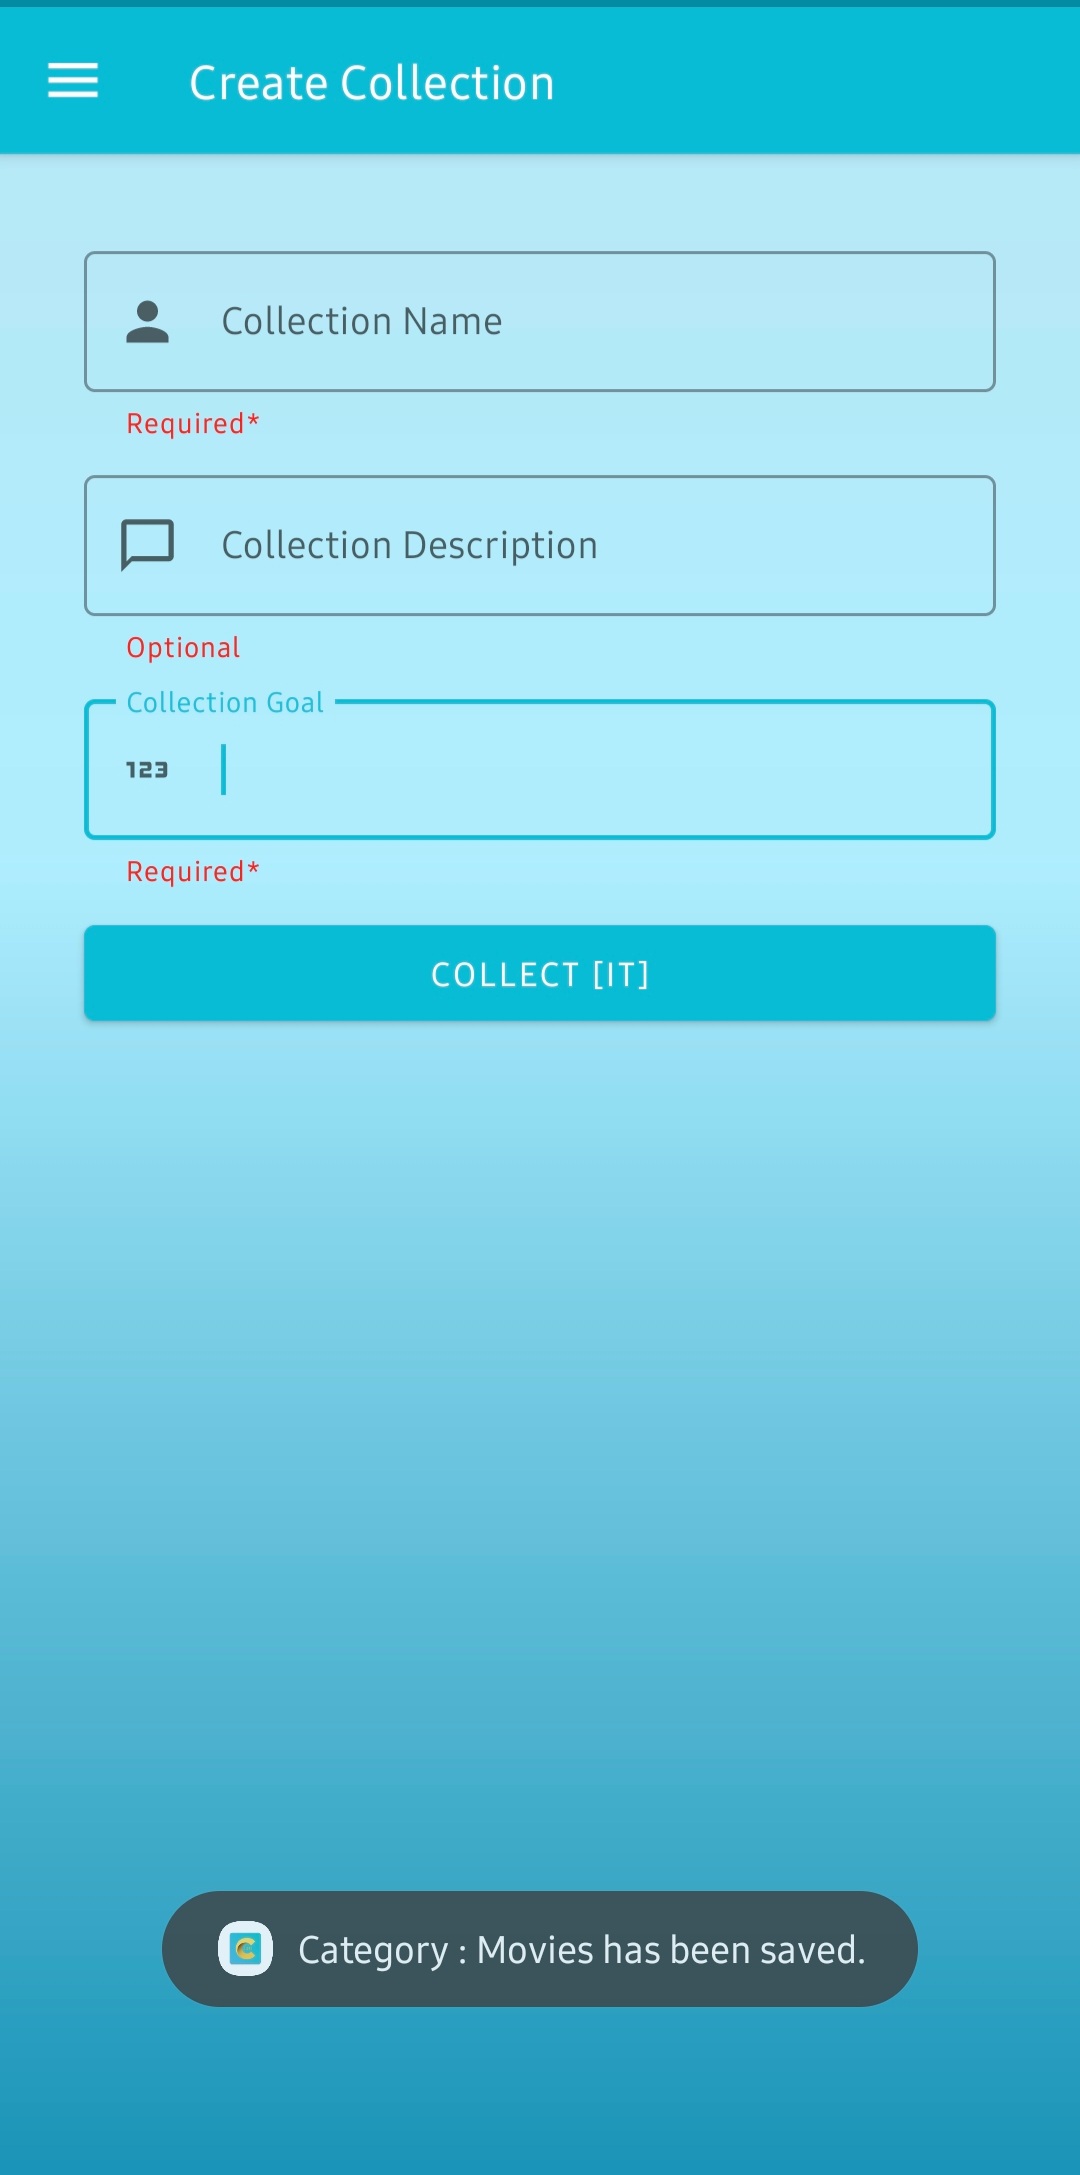 Create Collection
Collection Name
Required*
Collection Description
Optional
Collection Goal
123
Required*
COLLECT [IT]
C
Category : Movies has been saved.